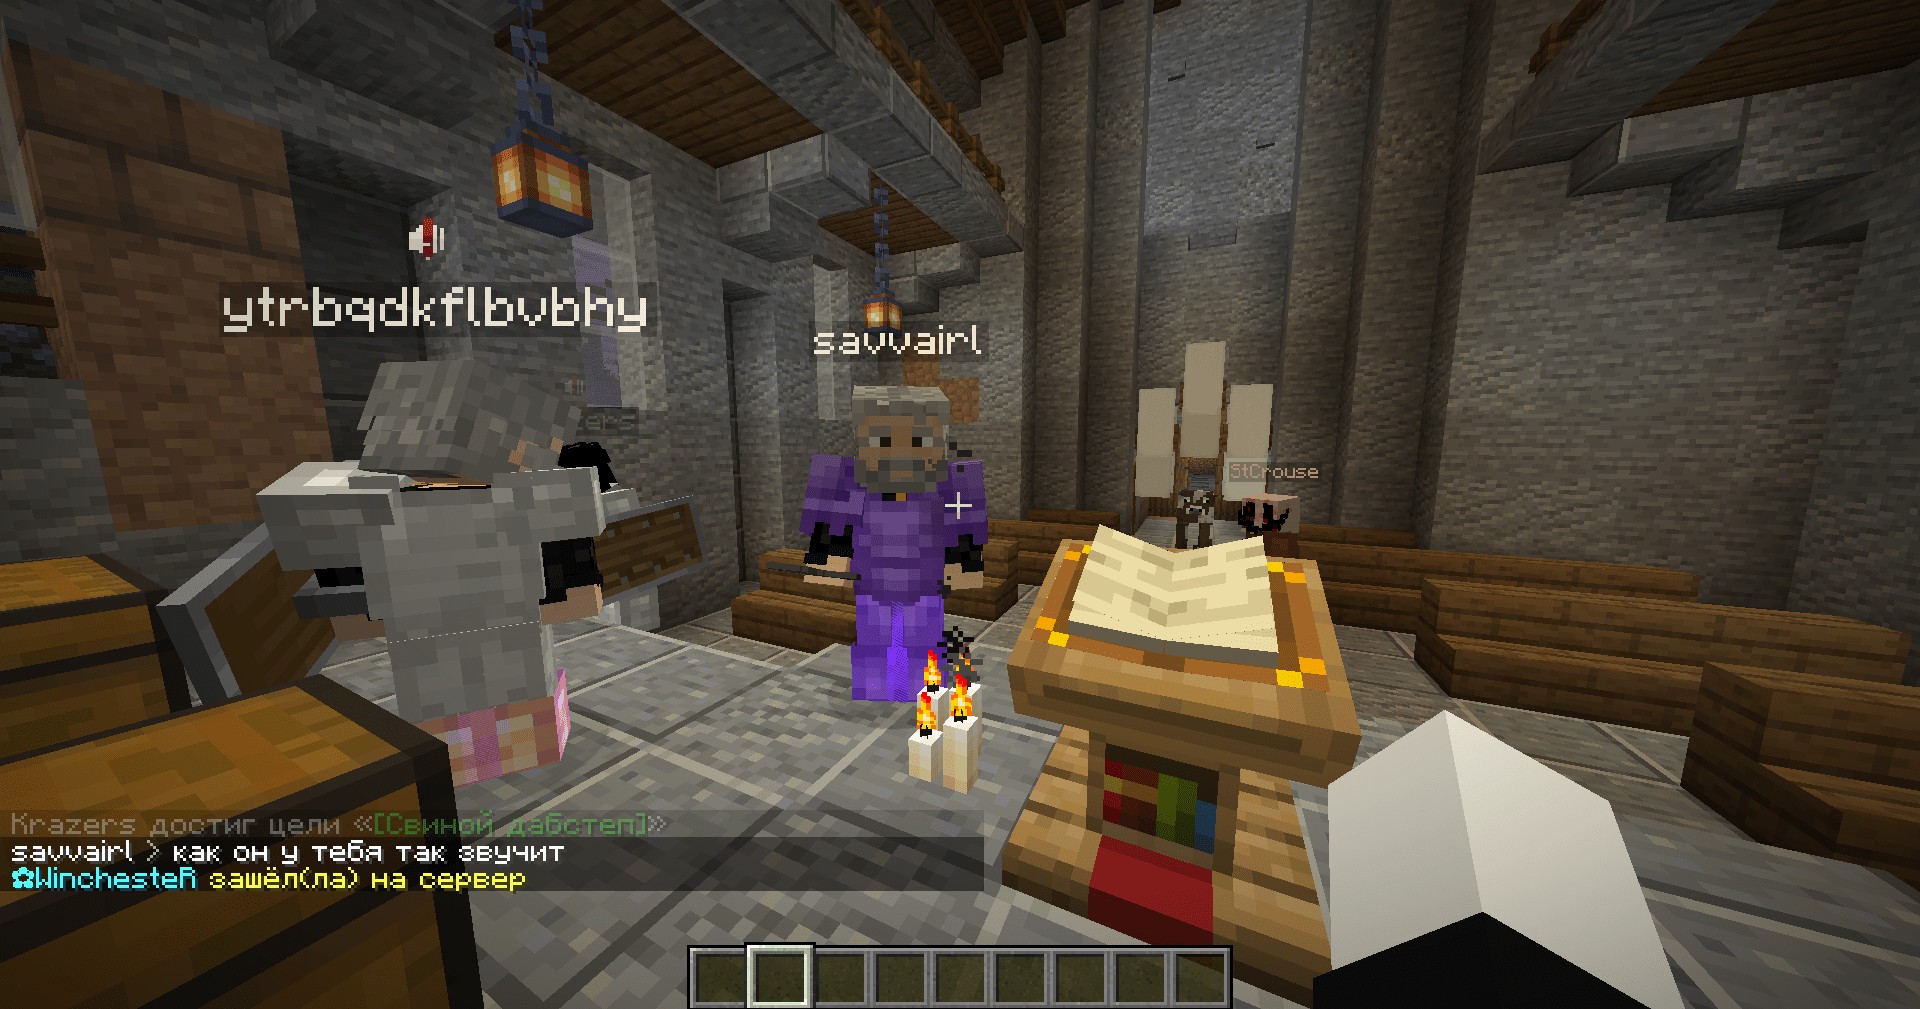 ytrbqdkflbvbhy
savvairl
ers
StCrouse
Krazers достиг цели «[Свиной дабстеп]»
savvairl > как он у тебя так звучит
✿WinchesteR зашёл(ла) на сервер